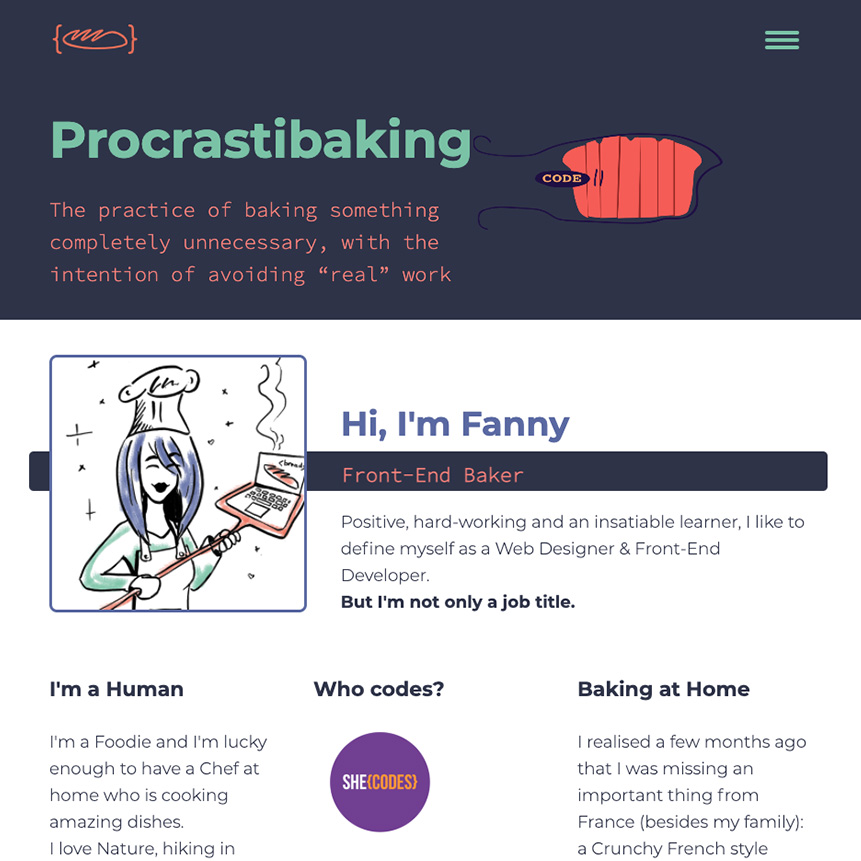 Procrastibaking
CODE
The practice of baking something
completely unnecessary, with the
intention of avoiding “real” work
Hi, I'm Fanny
Front-End Baker
Positive, hard-working and an insatiable learner, I like to
define myself as a Web Designer & Front-End
Developer.
But I'm not only a job title.
I'm a Human
I'm a Foodie and I'm lucky
enough to have a Chef at
home who is cooking
amazing dishes.
I love Nature, hiking in
Who codes?
SHE{CODES}
Baking at Home
I realised a few months ago
that I was missing an
important thing from
France (besides my family):
a Crunchy French style